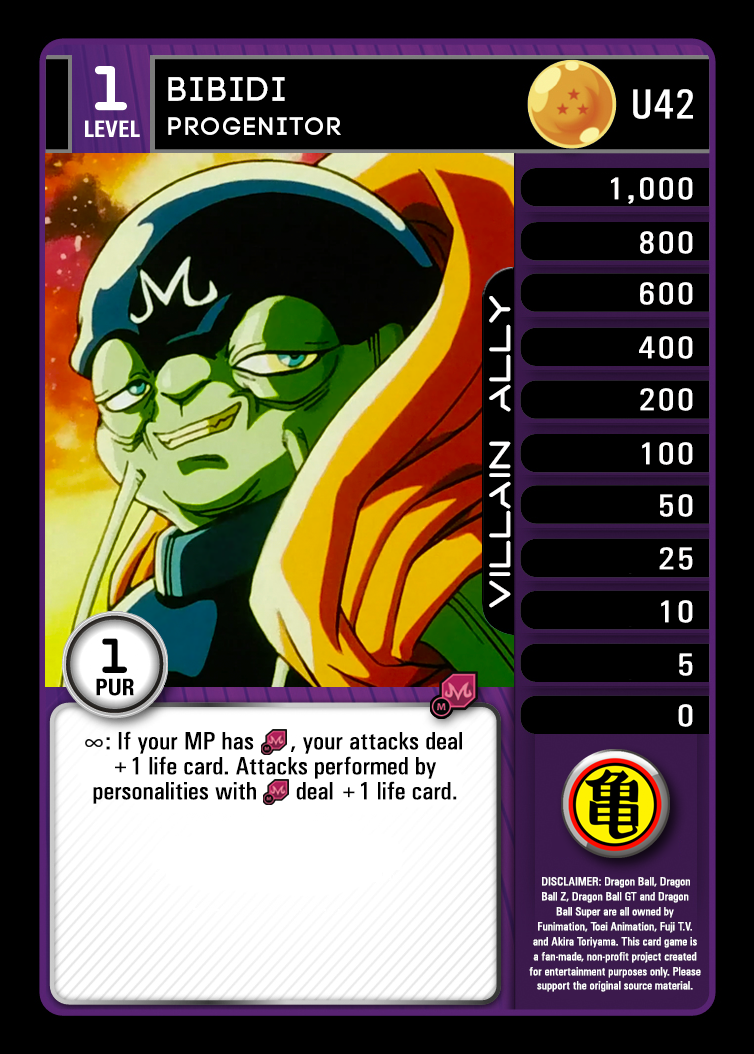 1
LEVEL
BIBIDI
PROGENITOR
U42
1,000
800
600
400
200
100
50
25
10
5
0
VILLAIN ALLY
1
PUR
M
∞: If your MP has M, your attacks deal
+1 life card. Attacks performed by
personalities with M deal +1 life card.
亀
DISCLAIMER: Dragon Ball, Dragon
Ball Z, Dragon Ball GT and Dragon
Ball Super are all owned by
Funimation, Toei Animation, Fuji T.V.
and Akira Toriyama. This card game is
a fan-made, non-profit project created
for entertainment purposes only. Please
support the original source material.